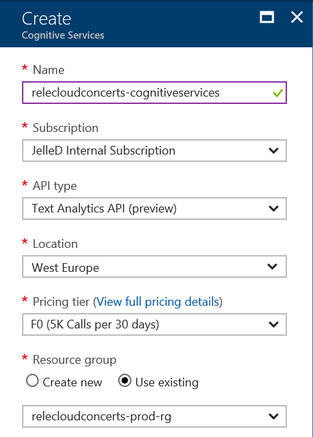 Create
Cognitive Services
* Name
relecloudconcerts-cognitiveservices
* Subscription
JelleD Internal Subscription
* API type
Text Analytics API (preview)
* Location
West Europe
* Pricing tier (View full pricing details)
F0 (5K Calls per 30 days)
* Resource group
Create new Use existing
relecloudconcerts-prod-rg